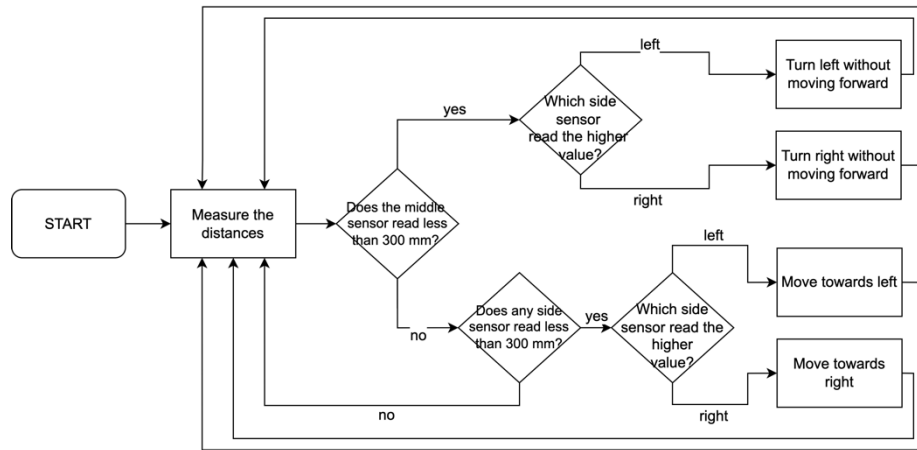 START
Measure the
distances
Does the middle
sensor read less
than 300 mm?
yes
Which side
sensor
read the higher
value?
left
Turn left without
moving forward
right
Turn right without
moving forward
no
Does any side
sensor read less
than 300 mm?
yes
Which side
sensor read the
higher
value?
left
Move towards left
right
Move towards
right
no